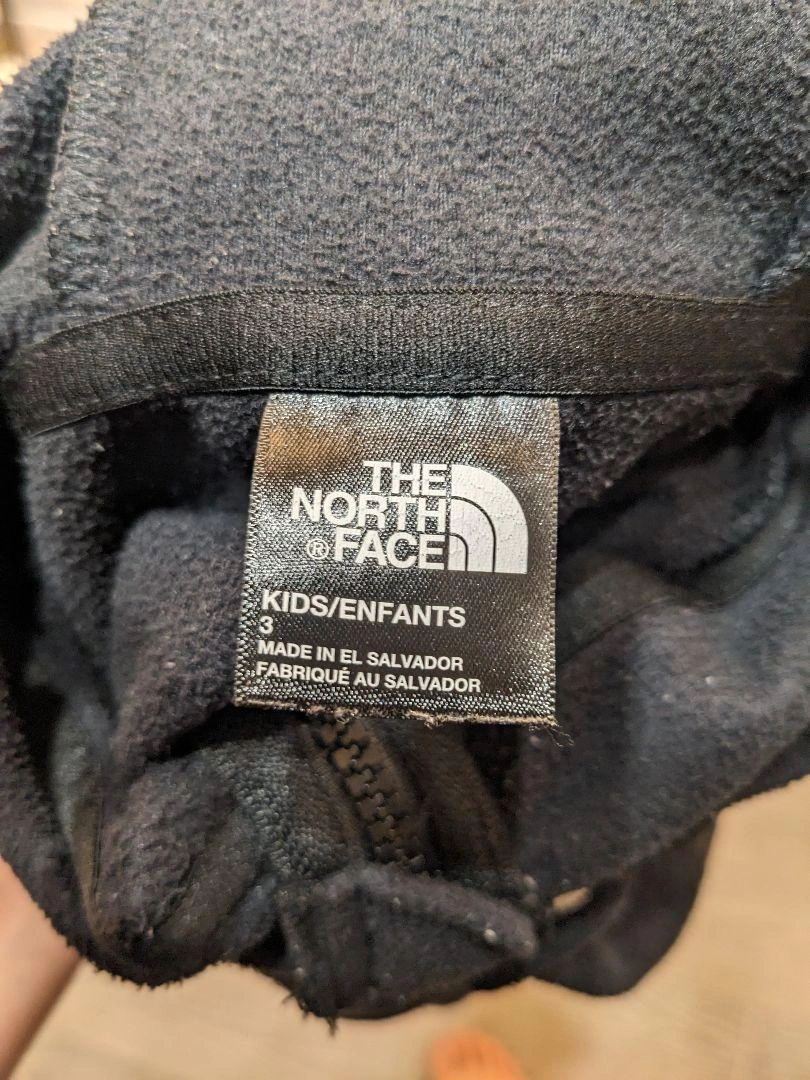 THE
NORTH
® FACE
KIDS/ENFANTS
3
MADE IN EL SALVADOR
FABRIQUÉ AU SALVADOR